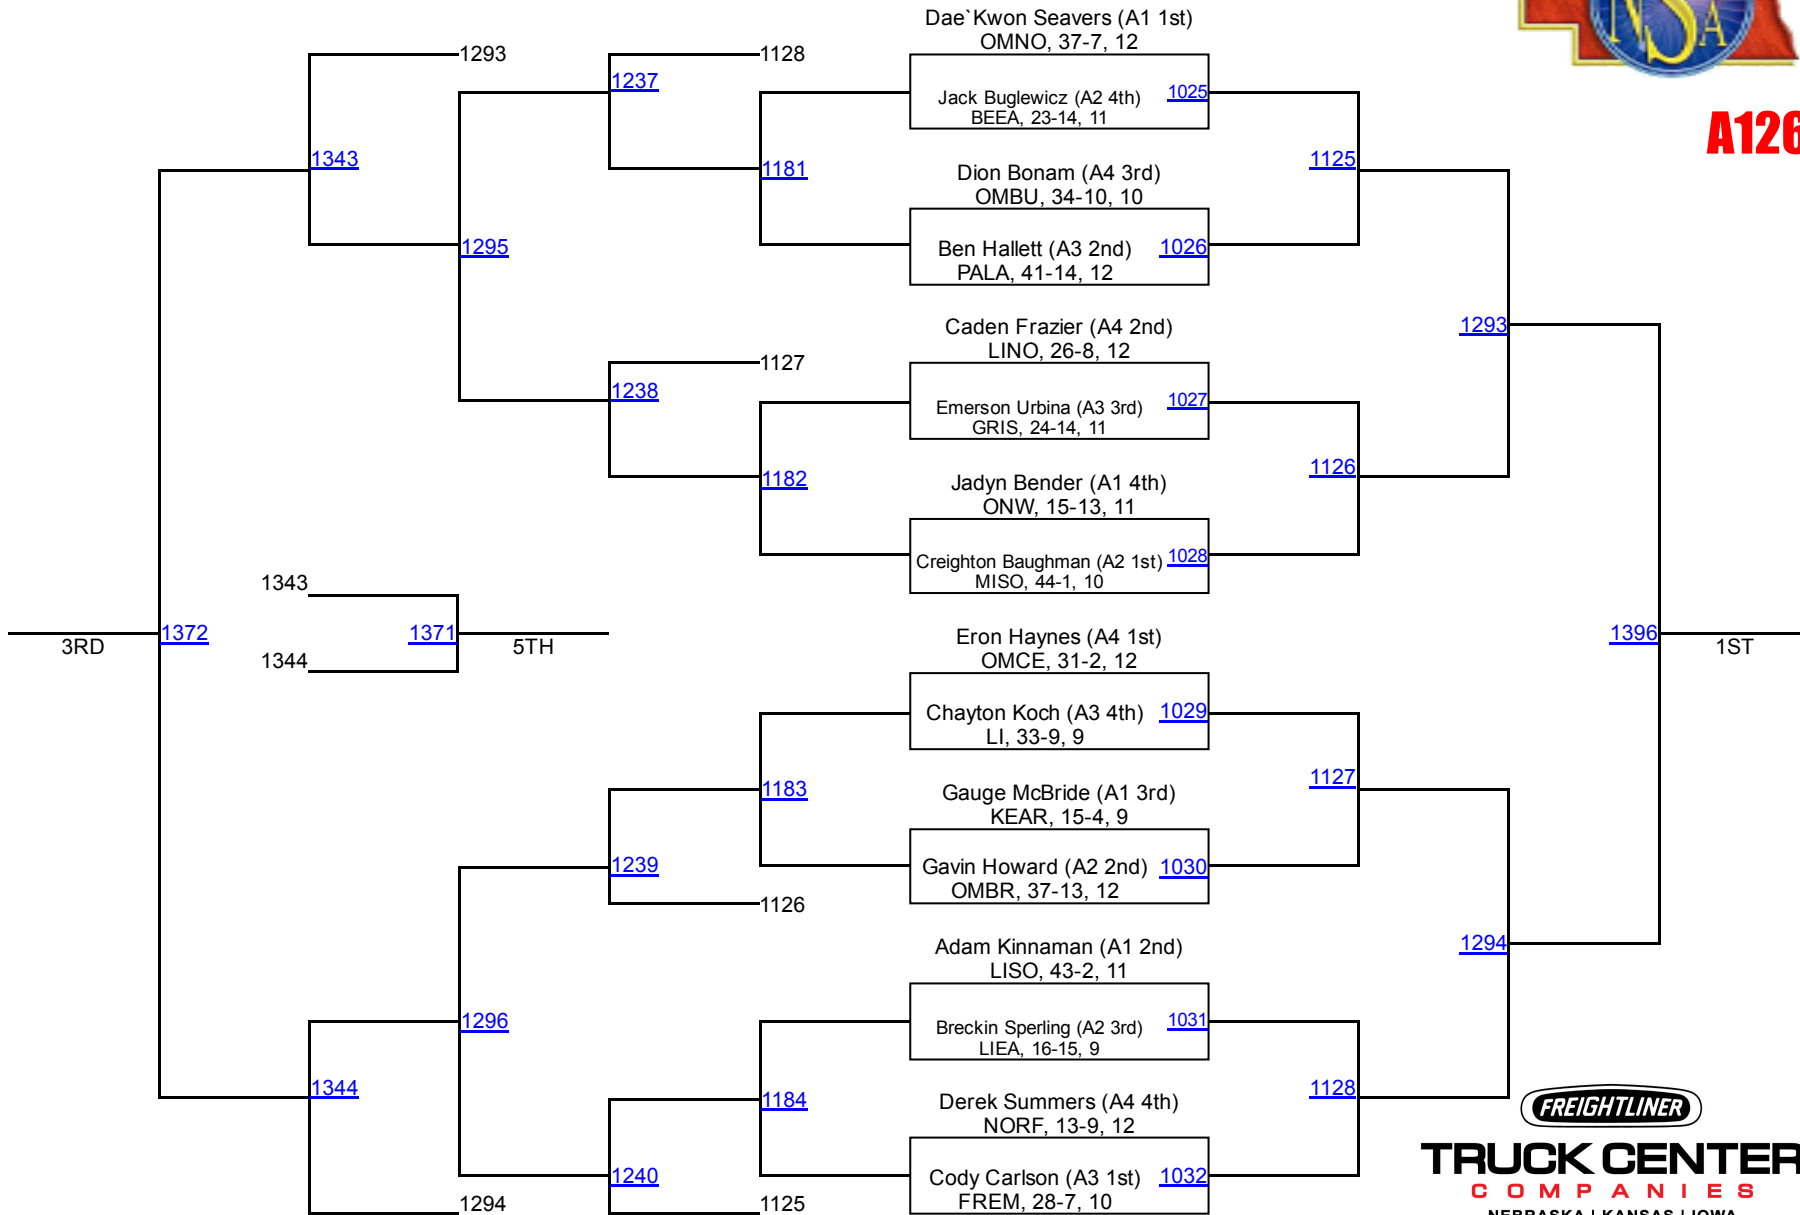 NSA
A126
Dae`Kwon Seavers (A1 1st)
OMNO, 37-7, 12
Jack Buglewicz (A2 4th)
BEEA, 23-14, 11
1025
Dion Bonam (A4 3rd)
OMBU, 34-10, 10
Ben Hallett (A3 2nd)
PALA, 41-14, 12
1026
Caden Frazier (A4 2nd)
LINO, 26-8, 12
Emerson Urbina (A3 3rd)
GRIS, 24-14, 11
1027
Jadyn Bender (A1 4th)
ONW, 15-13, 11
Creighton Baughman (A2 1st)
MISO, 44-1, 10
1028
Eron Haynes (A4 1st)
OMCE, 31-2, 12
Chayton Koch (A3 4th)
LI, 33-9, 9
1029
Gauge McBride (A1 3rd)
KEAR, 15-4, 9
Gavin Howard (A2 2nd)
OMBR, 37-13, 12
1030
Adam Kinnaman (A1 2nd)
LISO, 43-2, 11
Breckin Sperling (A2 3rd)
LIEA, 16-15, 9
1031
Derek Summers (A4 4th)
NORF, 13-9, 12
Cody Carlson (A3 1st)
FREM, 28-7, 10
1032
1125
1126
1127
1128
1293
1294
1396
1ST
1128
1237
1181
1127
1238
1182
1183
1239
1126
1184
1240
1125
1293
1343
1295
1296
1344
1294
1343
1344
1371
5TH
1372
3RD
FREIGHTLINER
TRUCK CENTER
COMPANIES
NEBRASKA | KANSAS | IOWA